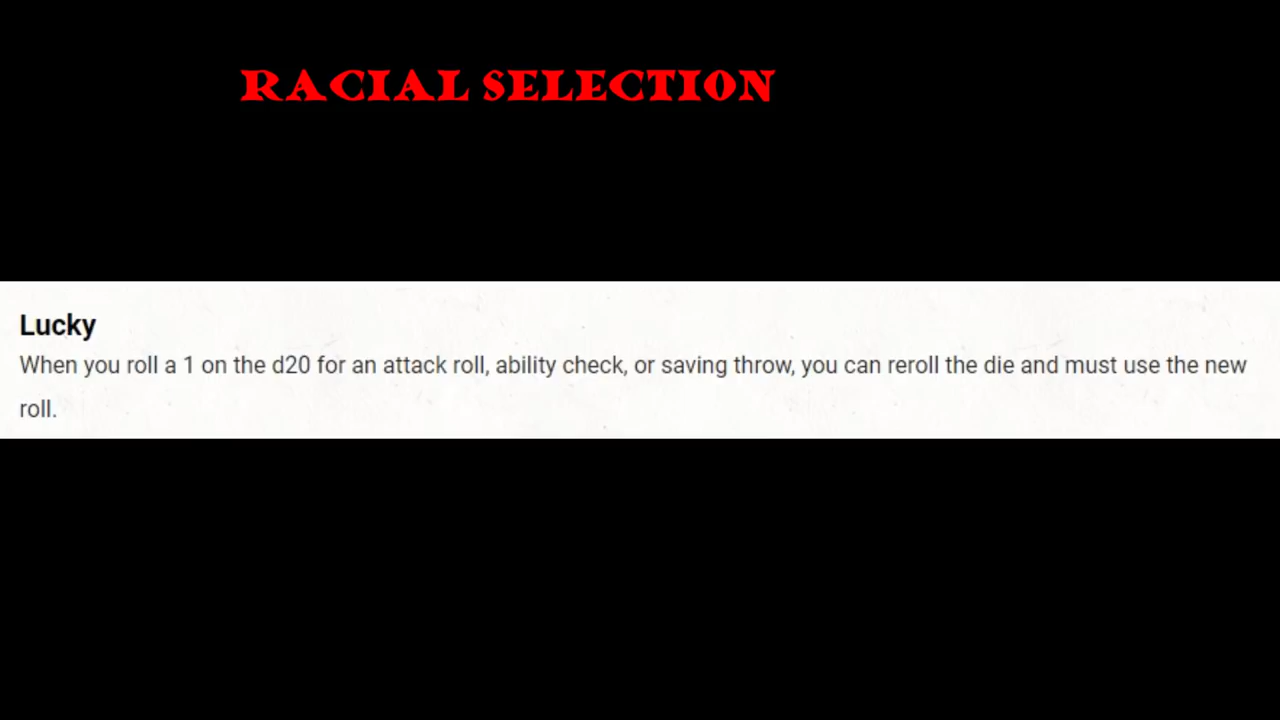 RACIAL SELECTION
Lucky
When you roll a 1 on the d20 for an attack roll, ability check, or saving throw, you can reroll the die and must use the new
roll.